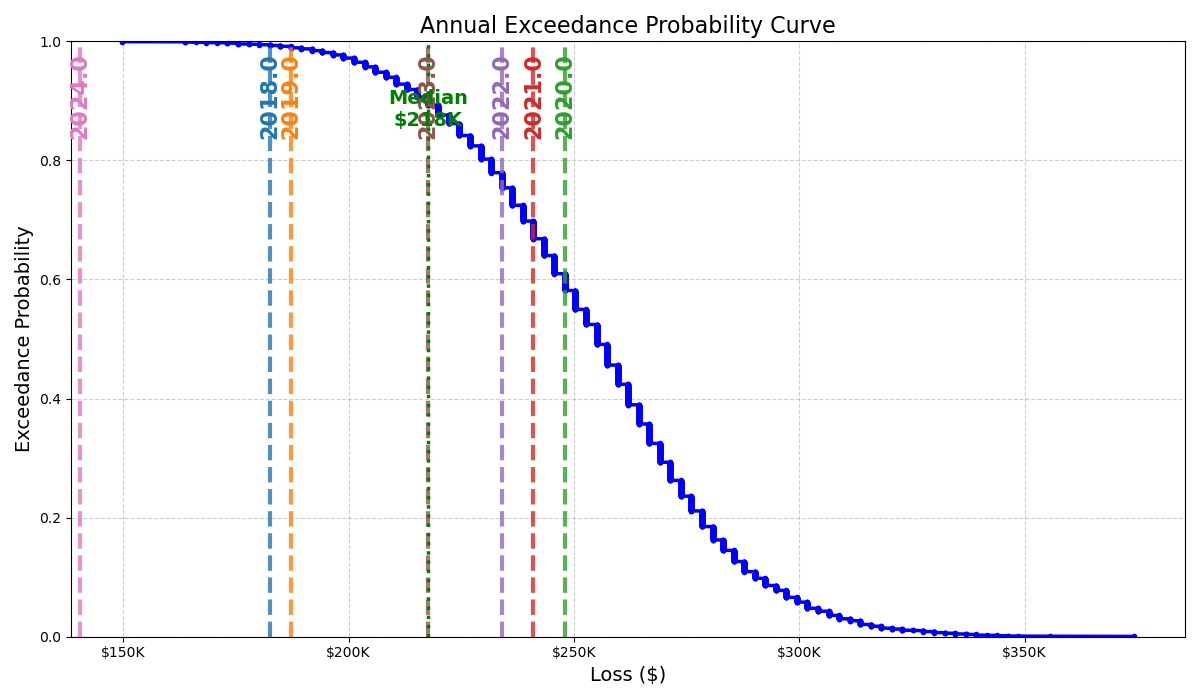 Annual Exceedance Probability Curve
1.0
0.8
0.6
0.4
0.2
0.0
Exceedance Probability
2024.0
2018.0
2019.0
2023.0
Median
$218K
2022.0
2021.0
2020.0
$150K
$200K
$250K
$300K
$350K
Loss ($)